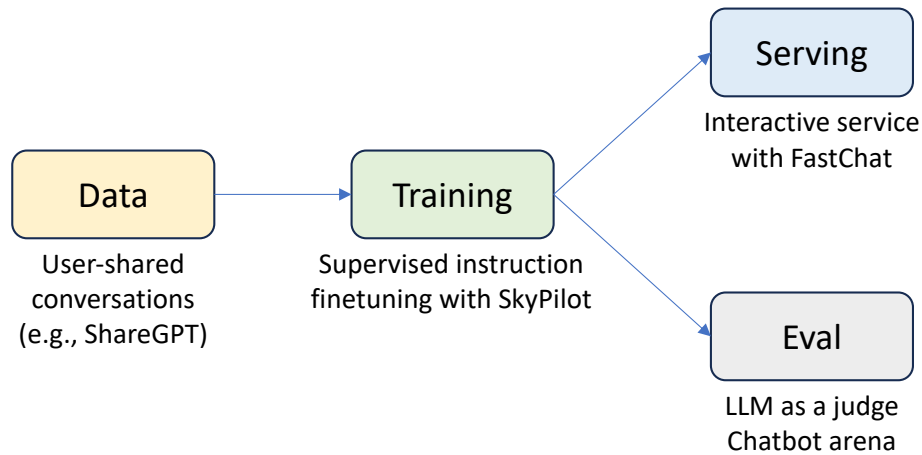 Data
User-shared
conversations
(e.g., ShareGPT)
Training
Supervised instruction
finetuning with SkyPilot
Serving
Interactive service
with FastChat
Eval
LLM as a judge
Chatbot arena